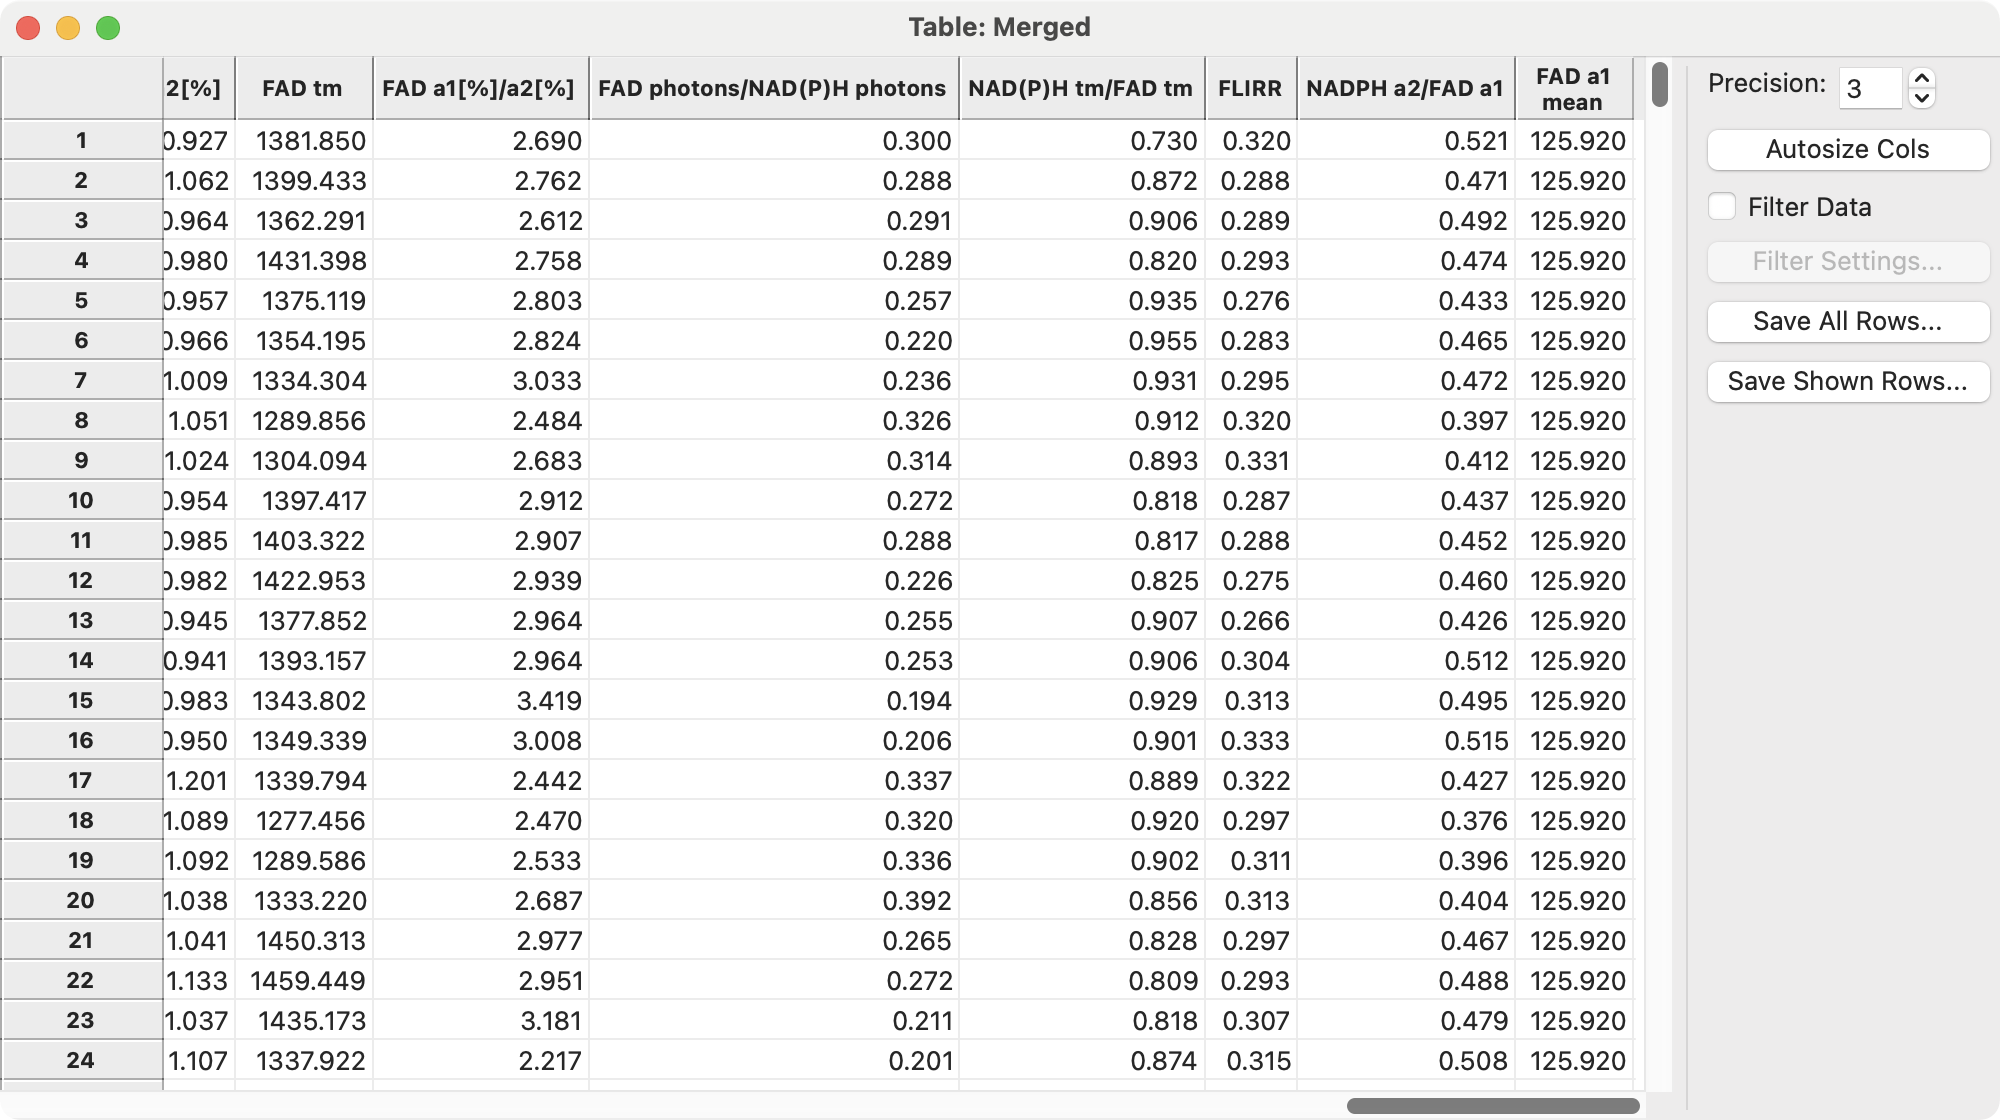 Table: Merged
2[%] FAD tm FAD a1[%]/a2[%] FAD photons/NAD(P)H photons NAD(P)H tm/FAD tm FLIRR NADPH a2/FAD a1 FAD a1 mean
1 0.927 1381.850 2.690 0.300 0.730 0.320 0.521 125.920
2 1.062 1399.433 2.762 0.288 0.872 0.288 0.471 125.920
3 0.964 1362.291 2.612 0.291 0.906 0.289 0.492 125.920
4 0.980 1431.398 2.758 0.289 0.820 0.293 0.474 125.920
5 0.957 1375.119 2.803 0.257 0.935 0.276 0.433 125.920
6 0.966 1354.195 2.824 0.220 0.955 0.283 0.465 125.920
7 1.009 1334.304 3.033 0.236 0.931 0.295 0.472 125.920
8 1.051 1289.856 2.484 0.326 0.912 0.320 0.397 125.920
9 1.024 1304.094 2.683 0.314 0.893 0.331 0.412 125.920
10 0.954 1397.417 2.912 0.272 0.818 0.287 0.437 125.920
11 0.985 1403.322 2.907 0.288 0.817 0.288 0.452 125.920
12 0.982 1422.953 2.939 0.226 0.825 0.275 0.460 125.920
13 0.945 1377.852 2.964 0.255 0.907 0.266 0.426 125.920
14 0.941 1393.157 2.964 0.253 0.906 0.304 0.512 125.920
15 0.983 1343.802 3.419 0.194 0.929 0.313 0.495 125.920
16 0.950 1349.339 3.008 0.206 0.901 0.333 0.515 125.920
17 1.201 1339.794 2.442 0.337 0.889 0.322 0.427 125.920
18 1.089 1277.456 2.470 0.320 0.920 0.297 0.376 125.920
19 1.092 1289.586 2.533 0.336 0.902 0.311 0.396 125.920
20 1.038 1333.220 2.687 0.392 0.856 0.313 0.404 125.920
21 1.041 1450.313 2.977 0.265 0.828 0.297 0.467 125.920
22 1.133 1459.449 2.951 0.272 0.809 0.293 0.488 125.920
23 1.037 1435.173 3.181 0.211 0.818 0.307 0.479 125.920
24 1.107 1337.922 2.217 0.201 0.874 0.315 0.508 125.920
Precision: 3
Autosize Cols
Filter Data
Filter Settings...
Save All Rows...
Save Shown Rows...